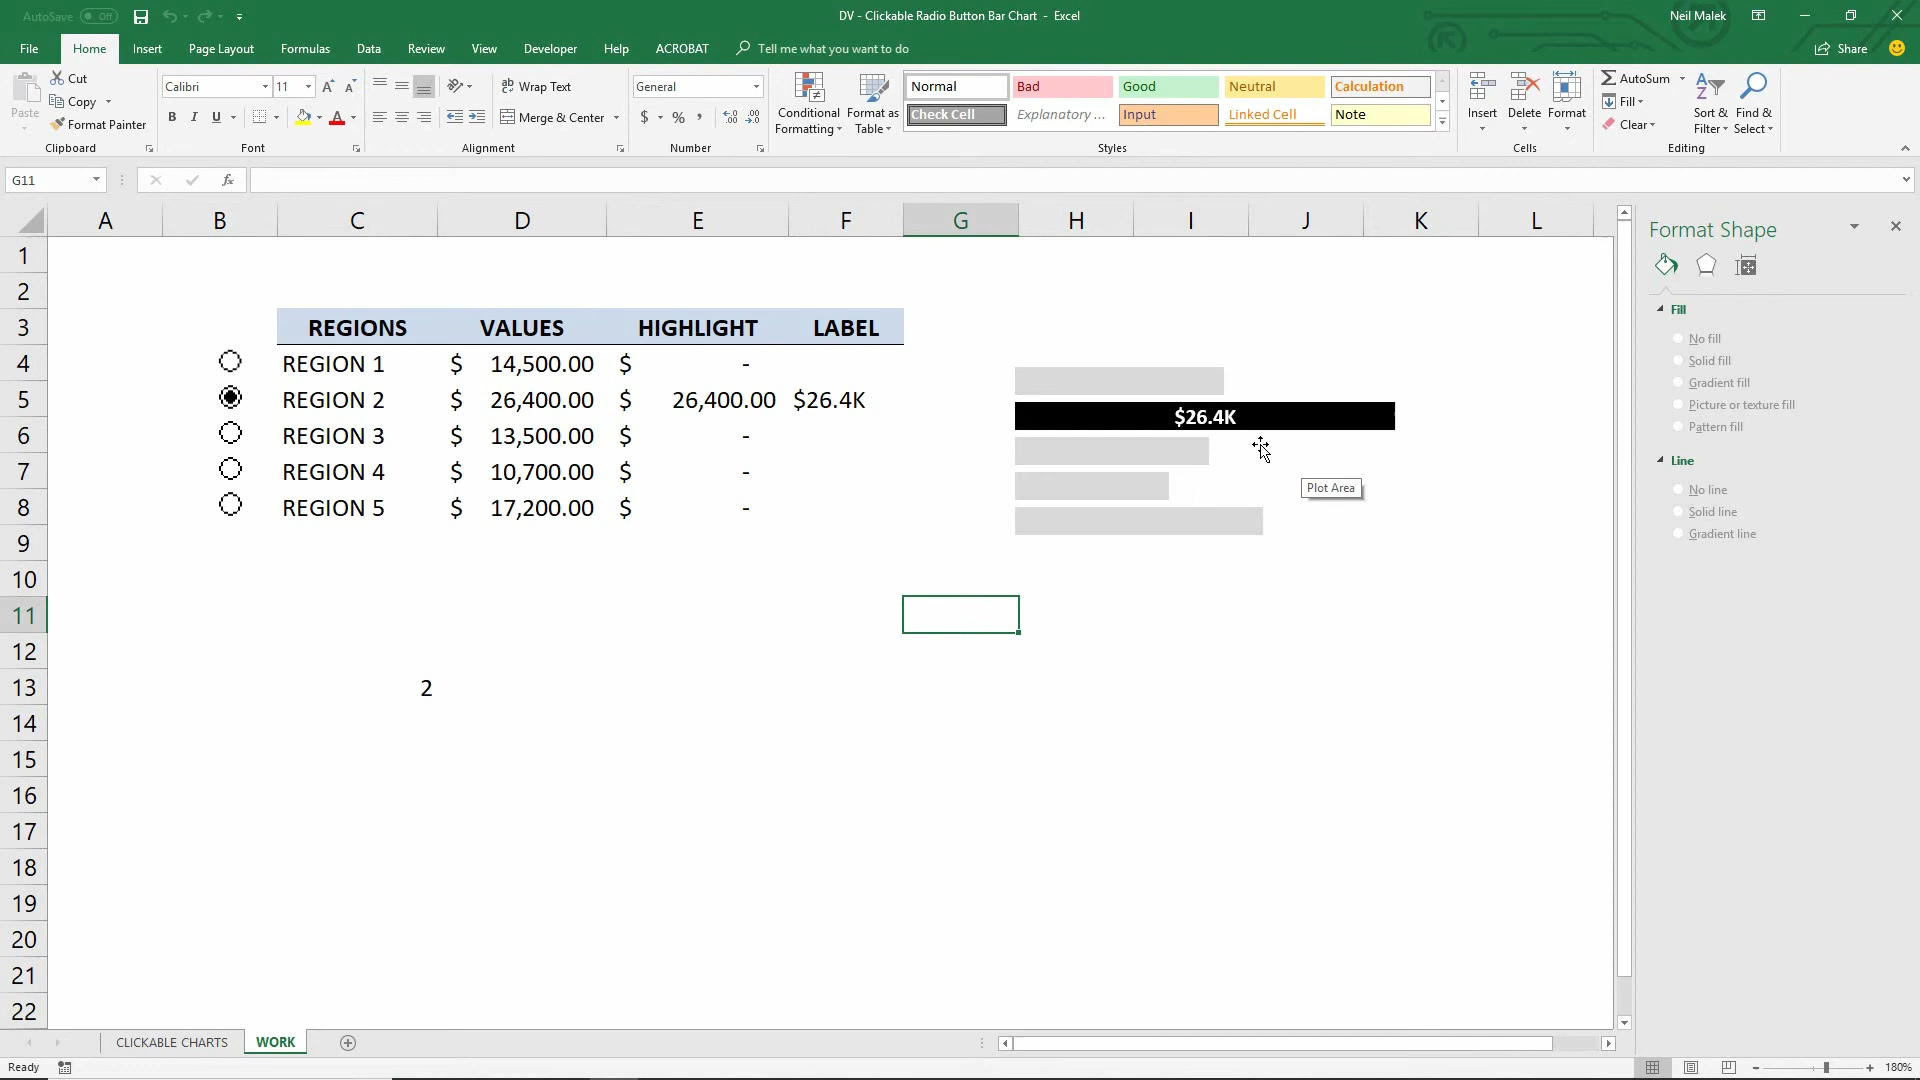 AutoSave Off
DV - Clickable Radio Button Bar Chart - Excel
Neil Malek
File Home Insert Page Layout Formulas Data Review View Developer Help ACROBAT Tell me what you want to do Share
Paste
Cut
Copy
Format Painter
Clipboard
Calibri 11
B I U
Font
Wrap Text
Merge & Center
Alignment
General
$ % ,
Number
Conditional Formatting
Format as Table
Normal Bad Good Neutral Calculation
Check Cell Explanatory ... Input Linked Cell Note
Styles
Insert Delete Format
Cells
AutoSum
Fill
Clear
Sort & Filter
Find & Select
Editing
G11
fx
A B C D E F G H I J K L
1
2
3 REGIONS VALUES HIGHLIGHT LABEL
4 REGION 1 $ 14,500.00 $ -
5 REGION 2 $ 26,400.00 $ 26,400.00 $26.4K
6 REGION 3 $ 13,500.00 $ -
7 REGION 4 $ 10,700.00 $ -
8 REGION 5 $ 17,200.00 $ -
9
10
11
12
13 2
14
15
16
17
18
19
20
21
22
$26.4K
Plot Area
Format Shape
Fill
No fill
Solid fill
Gradient fill
Picture or texture fill
Pattern fill
Line
No line
Solid line
Gradient line
CLICKABLE CHARTS WORK
Ready
180%